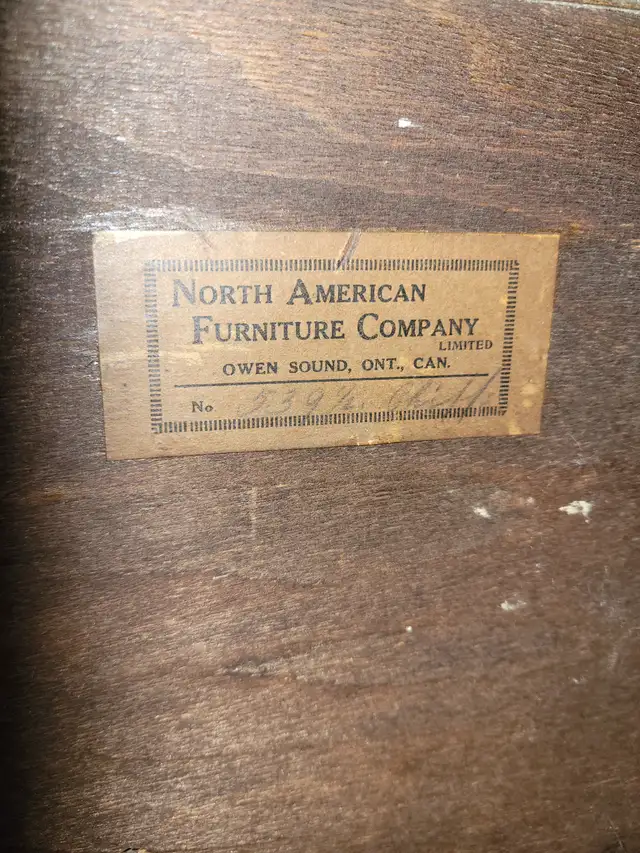 NORTH AMERICAN
FURNITURE COMPANY
LIMITED
OWEN SOUND, ONT., CAN.
No